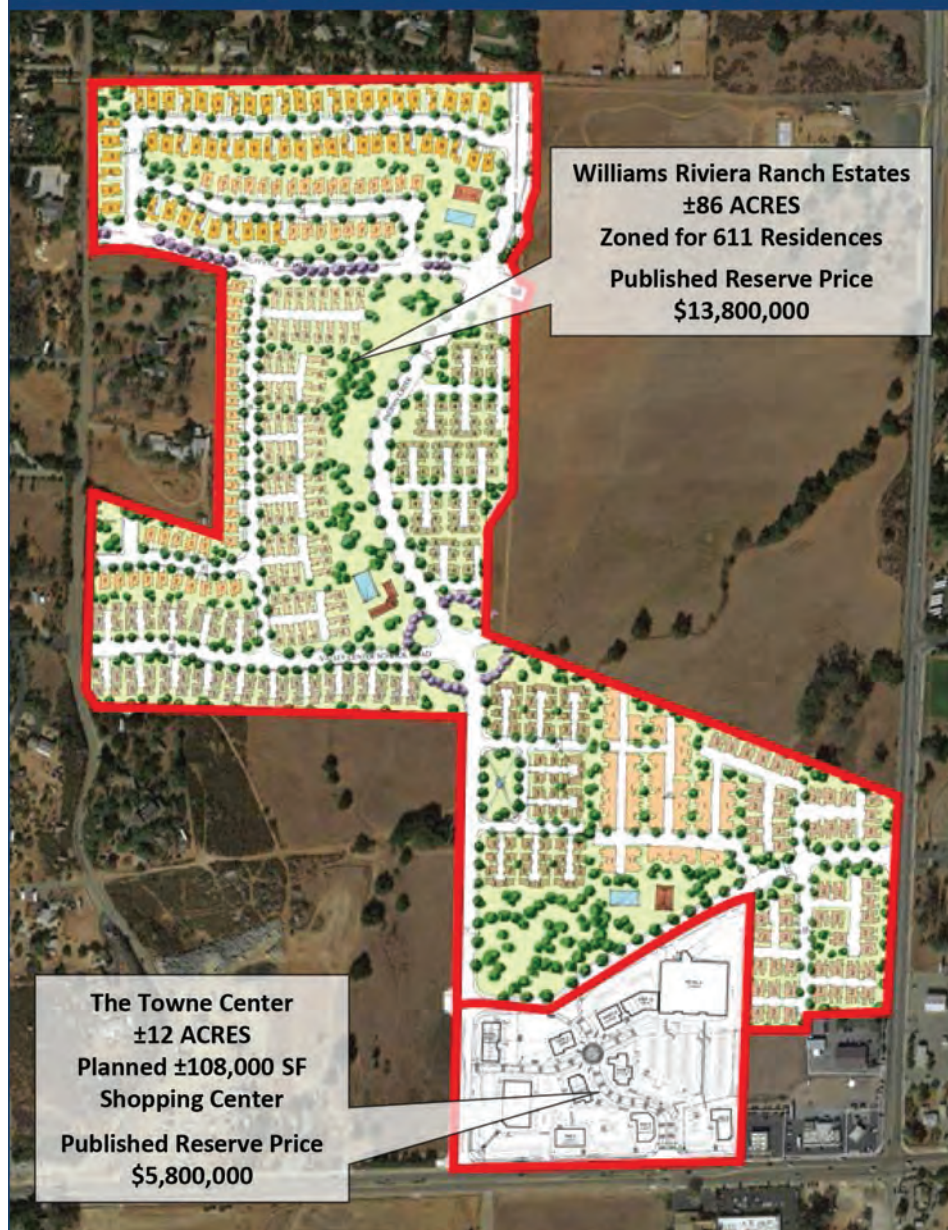 Williams Riviera Ranch Estates
±86 ACRES
Zoned for 611 Residences
Published Reserve Price
$13,800,000
The Towne Center
±12 ACRES
Planned ±108,000 SF
Shopping Center
Published Reserve Price
$5,800,000